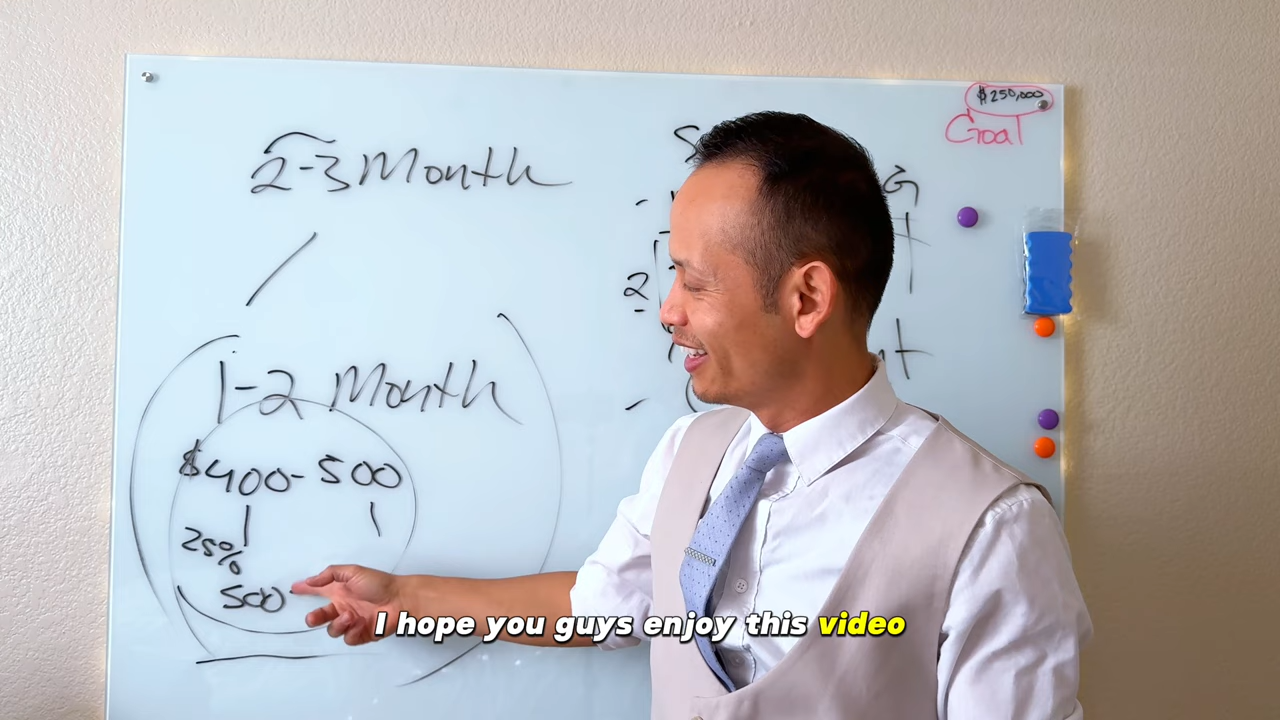 2-3 Month
1-2 Month
$400-500
25%
500
$250,000
Goal
2
I hope you guys enjoy this video